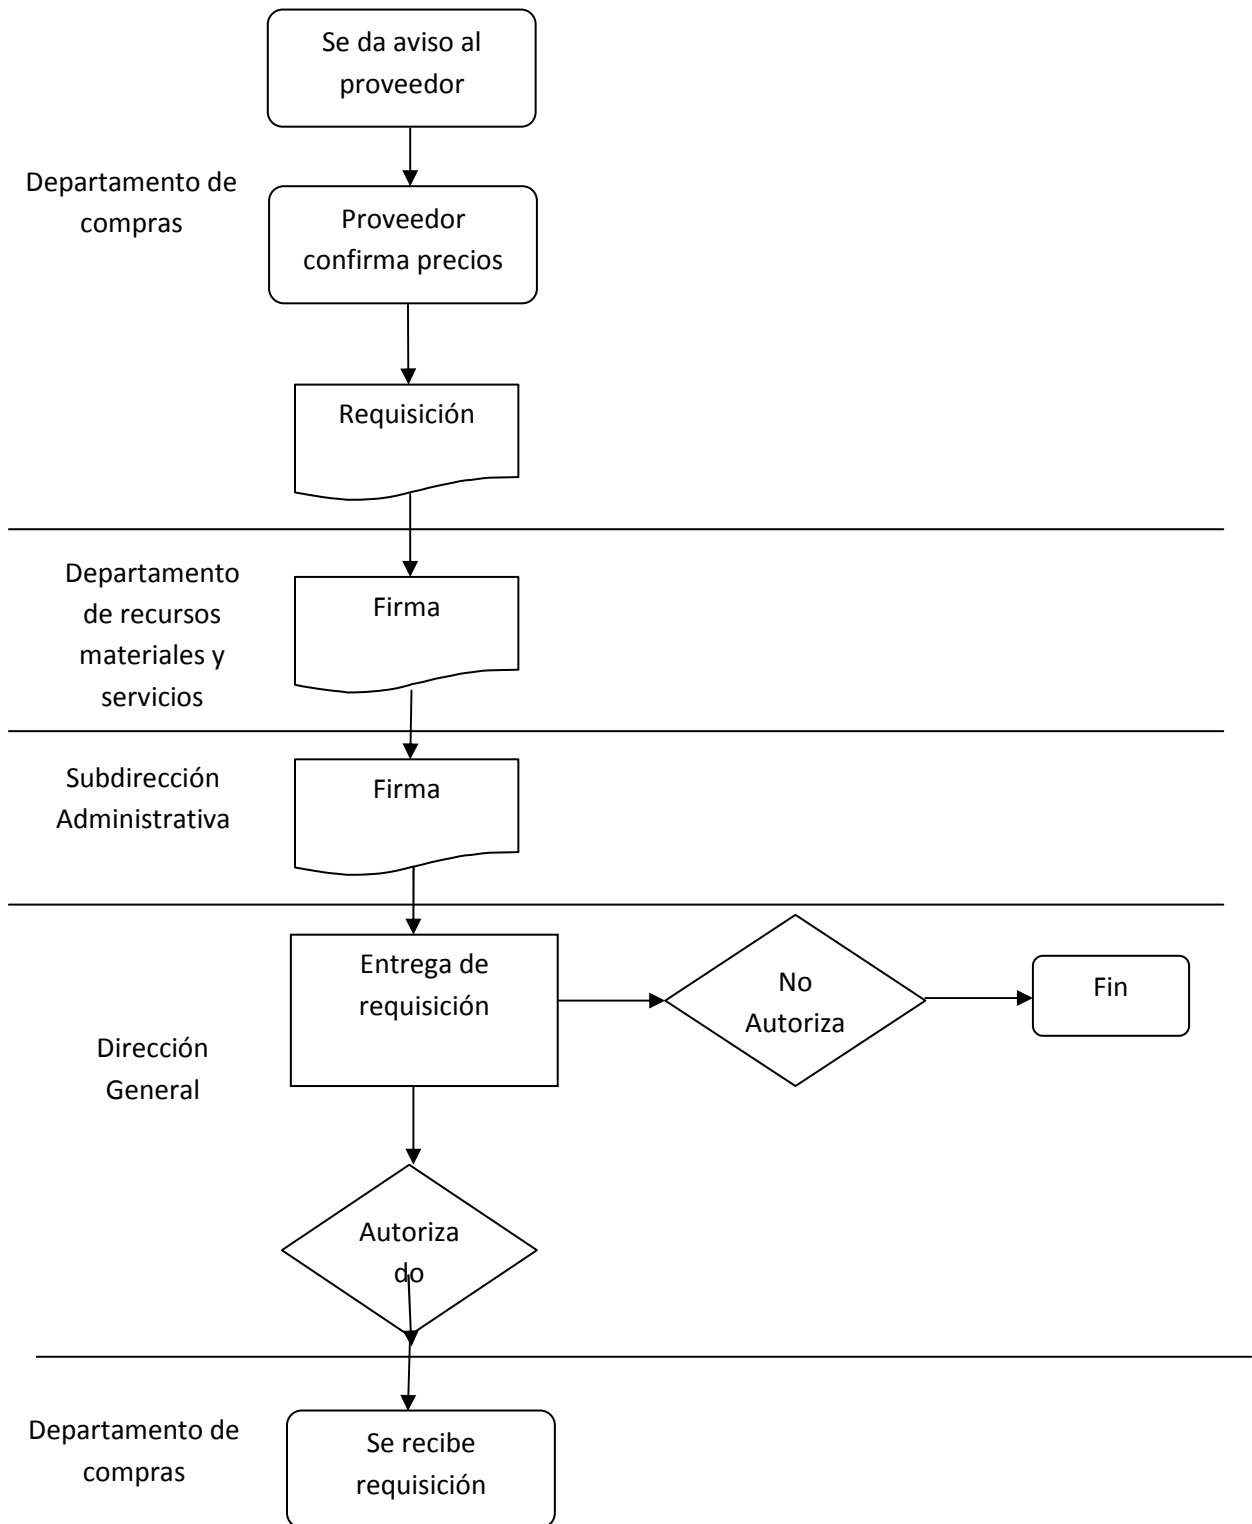 Se da aviso al
proveedor
Departamento de
compras
Proveedor
confirma precios
Requisición
Departamento
de recursos
materiales y
servicios
Firma
Subdirección
Administrativa
Firma
Dirección
General
Entrega de
requisición
No
Autoriza
Fin
Autoriza
do
Departamento de
compras
Se recibe
requisición